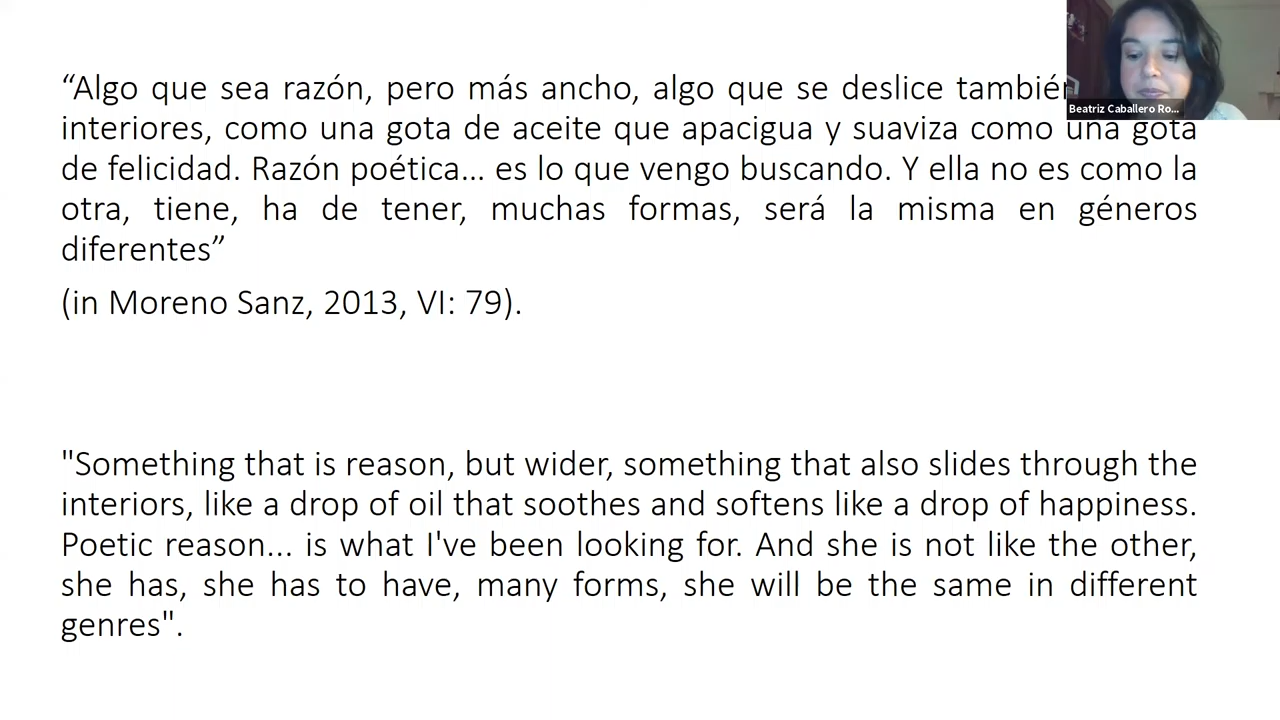 “Algo que sea razón, pero más ancho, algo que se deslice
interiores, como una gota de aceite que apacigua y suaviza como una gota
de felicidad. Razón poética... es lo que vengo buscando. Y ella no es como la
otra, tiene, ha de tener, muchas formas, será la misma en géneros
diferentes”
(in Moreno Sanz, 2013, VI: 79).
"Something that is reason, but wider, something that also slides through the
interiors, like a drop of oil that soothes and softens like a drop of happiness.
Poetic reason... is what I've been looking for. And she is not like the other,
she has, she has to have, many forms, she will be the same in different
genres".
Beatriz Caballero Ro...